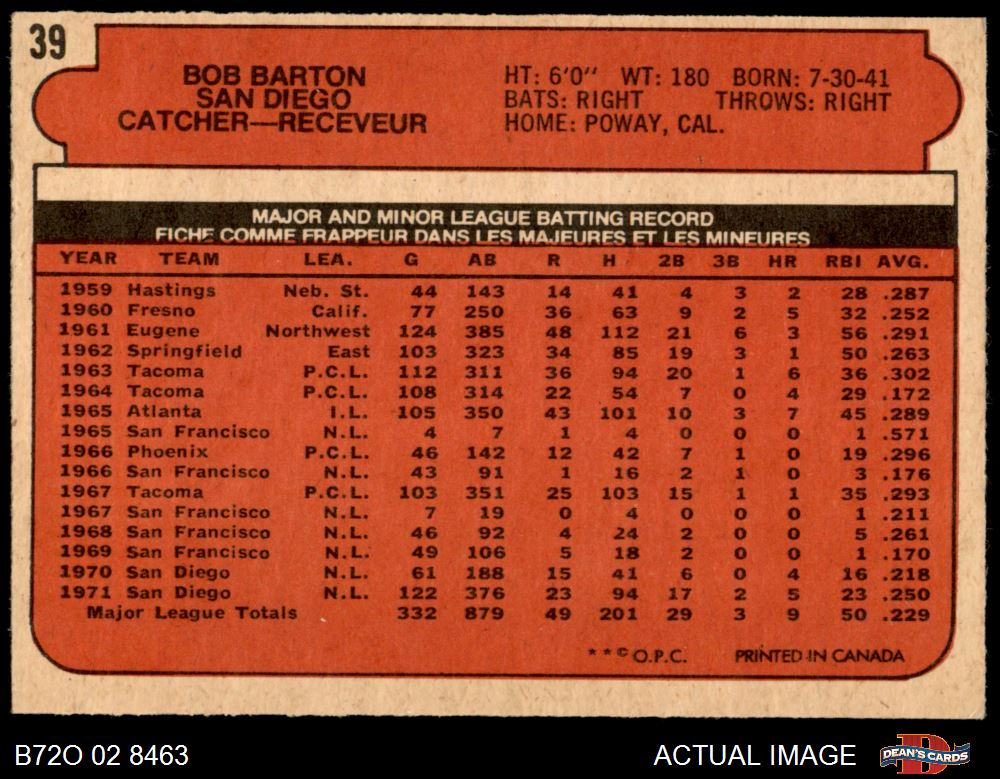 39
BOB BARTON
SAN DIEGO
CATCHER—RECEVEUR
HT: 6'0" WT: 180 BORN: 7-30-41
BATS: RIGHT THROWS: RIGHT
HOME: POWAY, CAL.
MAJOR AND MINOR LEAGUE BATTING RECORD
FICHE COMME FRAPPEUR DANS LES MAJEURES ET LES MINEURES
YEAR TEAM LEA. G AB R H 2B 3B HR RBI AVG.
1959 Hastings Neb. St. 44 143 14 41 4 3 2 28 .287
1960 Fresno Calif. 77 250 36 63 9 2 5 32 .252
1961 Eugene Northwest 124 385 48 112 21 6 3 56 .291
1962 Springfield East 103 323 34 85 19 3 1 50 .263
1963 Tacoma P.C.L. 112 311 36 94 20 1 6 36 .302
1964 Tacoma P.C.L. 108 314 22 54 7 0 4 29 .172
1965 Atlanta I.L. 105 350 43 101 10 3 7 45 .289
1965 San Francisco N.L. 4 7 1 4 0 0 0 1 .571
1966 Phoenix P.C.L. 46 142 12 42 7 1 0 19 .296
1966 San Francisco N.L. 43 91 1 16 2 1 0 3 .176
1967 Tacoma P.C.L. 103 351 25 103 15 1 1 35 .293
1967 San Francisco N.L. 7 19 0 4 0 0 0 1 .211
1968 San Francisco N.L. 46 92 4 24 2 0 0 5 .261
1969 San Francisco N.L. 49 106 5 18 2 0 0 1 .170
1970 San Diego N.L. 61 188 15 41 6 0 4 16 .218
1971 San Diego N.L. 122 376 23 94 17 2 5 23 .250
Major League Totals 332 879 49 201 29 3 9 50 .229
**© O.P.C. PRINTED IN CANADA
B72O 02 8463
ACTUAL IMAGE
DEAN'S CARDS